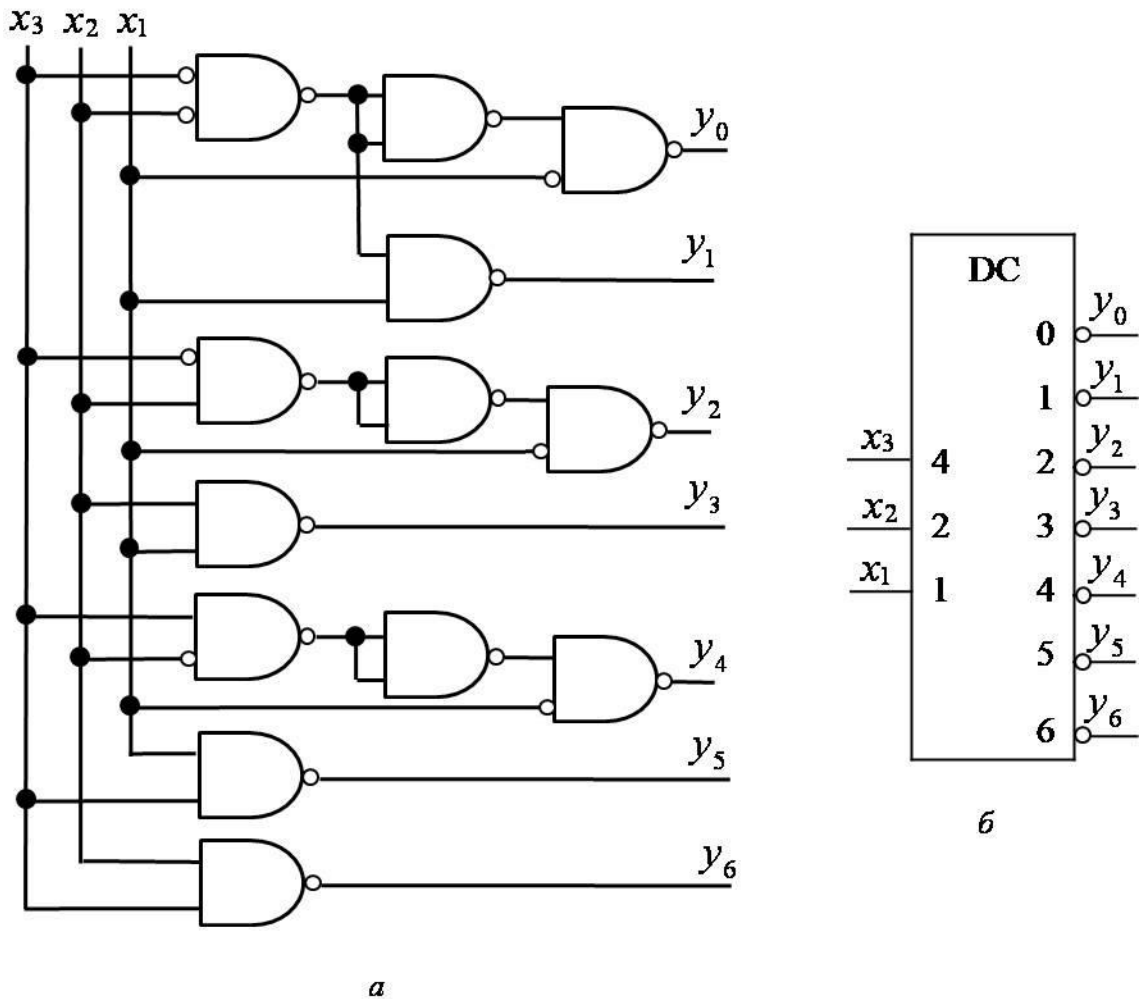 x₃ x₂ x₁
y₀
y₁
y₂
y₃
y₄
y₅
y₆
а
DC
0 y₀
1 y₁
x₃ 4 2 y₂
x₂ 2 3 y₃
x₁ 1 4 y₄
5 y₅
6 y₆
б